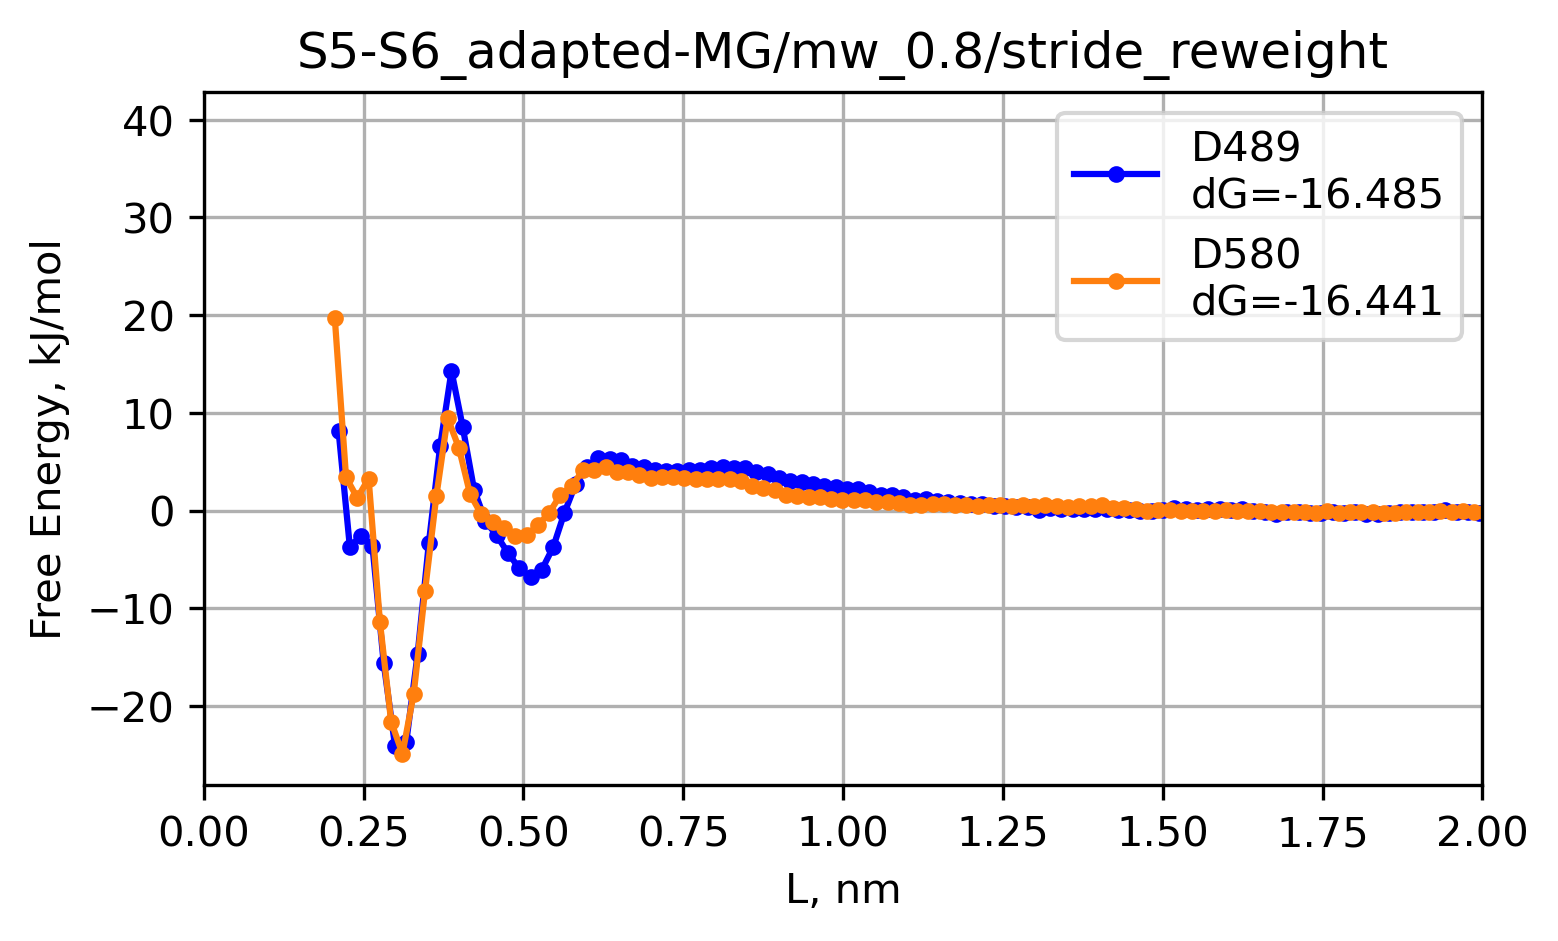 S5-S6_adapted-MG/mw_0.8/stride_reweight
40
30
20
10
0
−10
−20
Free Energy, kJ/mol
D489
dG=-16.485
D580
dG=-16.441
0.00 0.25 0.50 0.75 1.00 1.25 1.50 1.75 2.00
L, nm